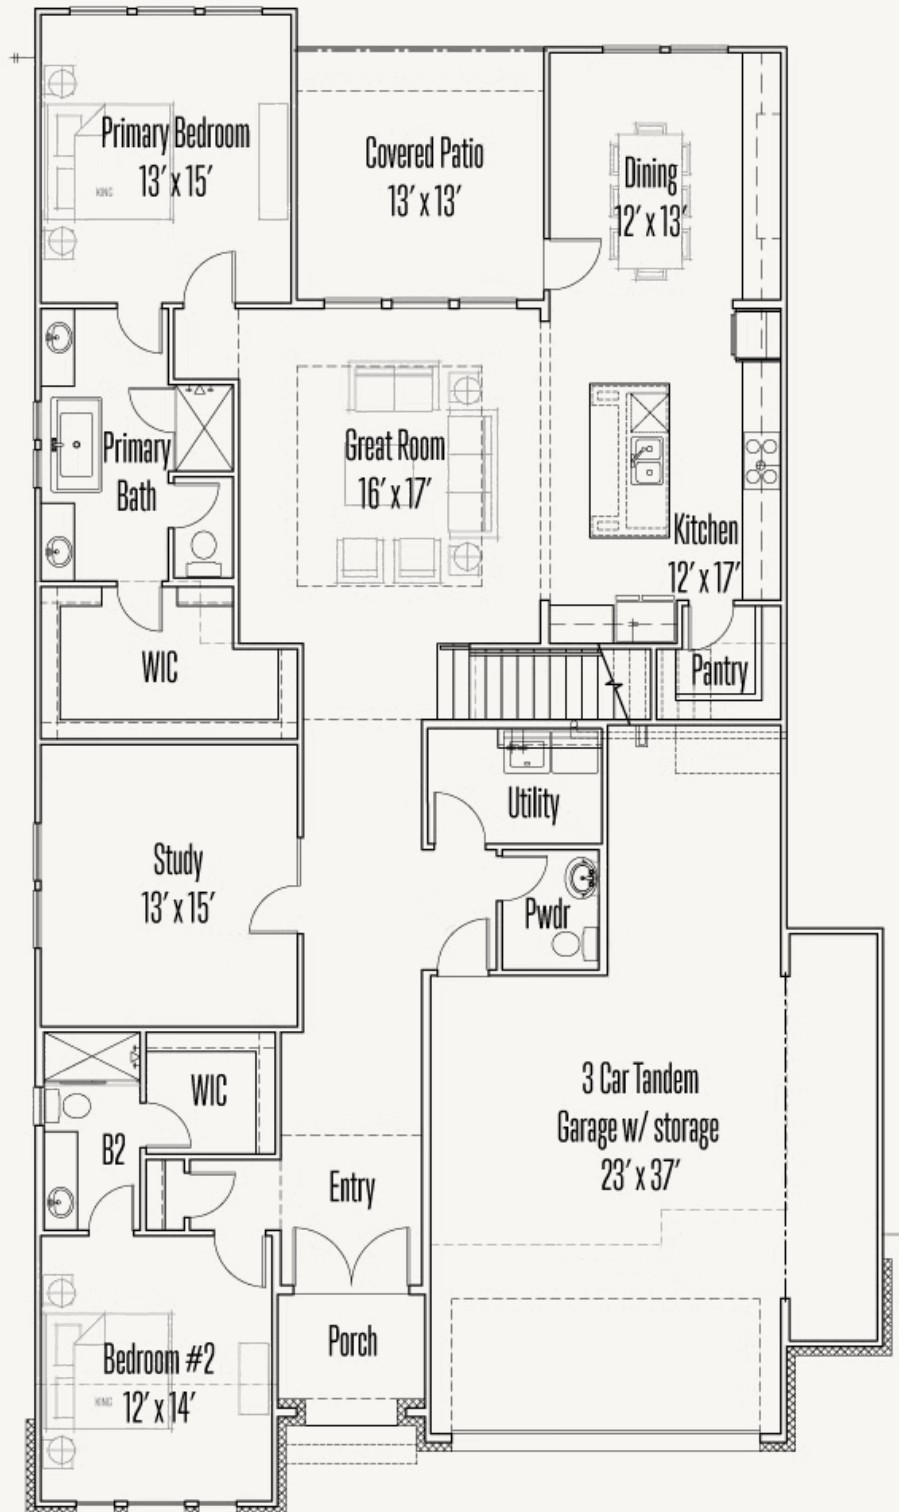 Primary Bedroom
13' x 15'
KING
Covered Patio
13' x 13'
Dining
12' x 13'
Primary
Bath
Great Room
16' x 17'
Kitchen
12' x 17'
WIC
Pantry
Utility
Study
13' x 15'
Pwdr
WIC
B2
3 Car Tandem
Garage w/ storage
23' x 37'
Entry
Porch
Bedroom #2
12' x 14'
KING